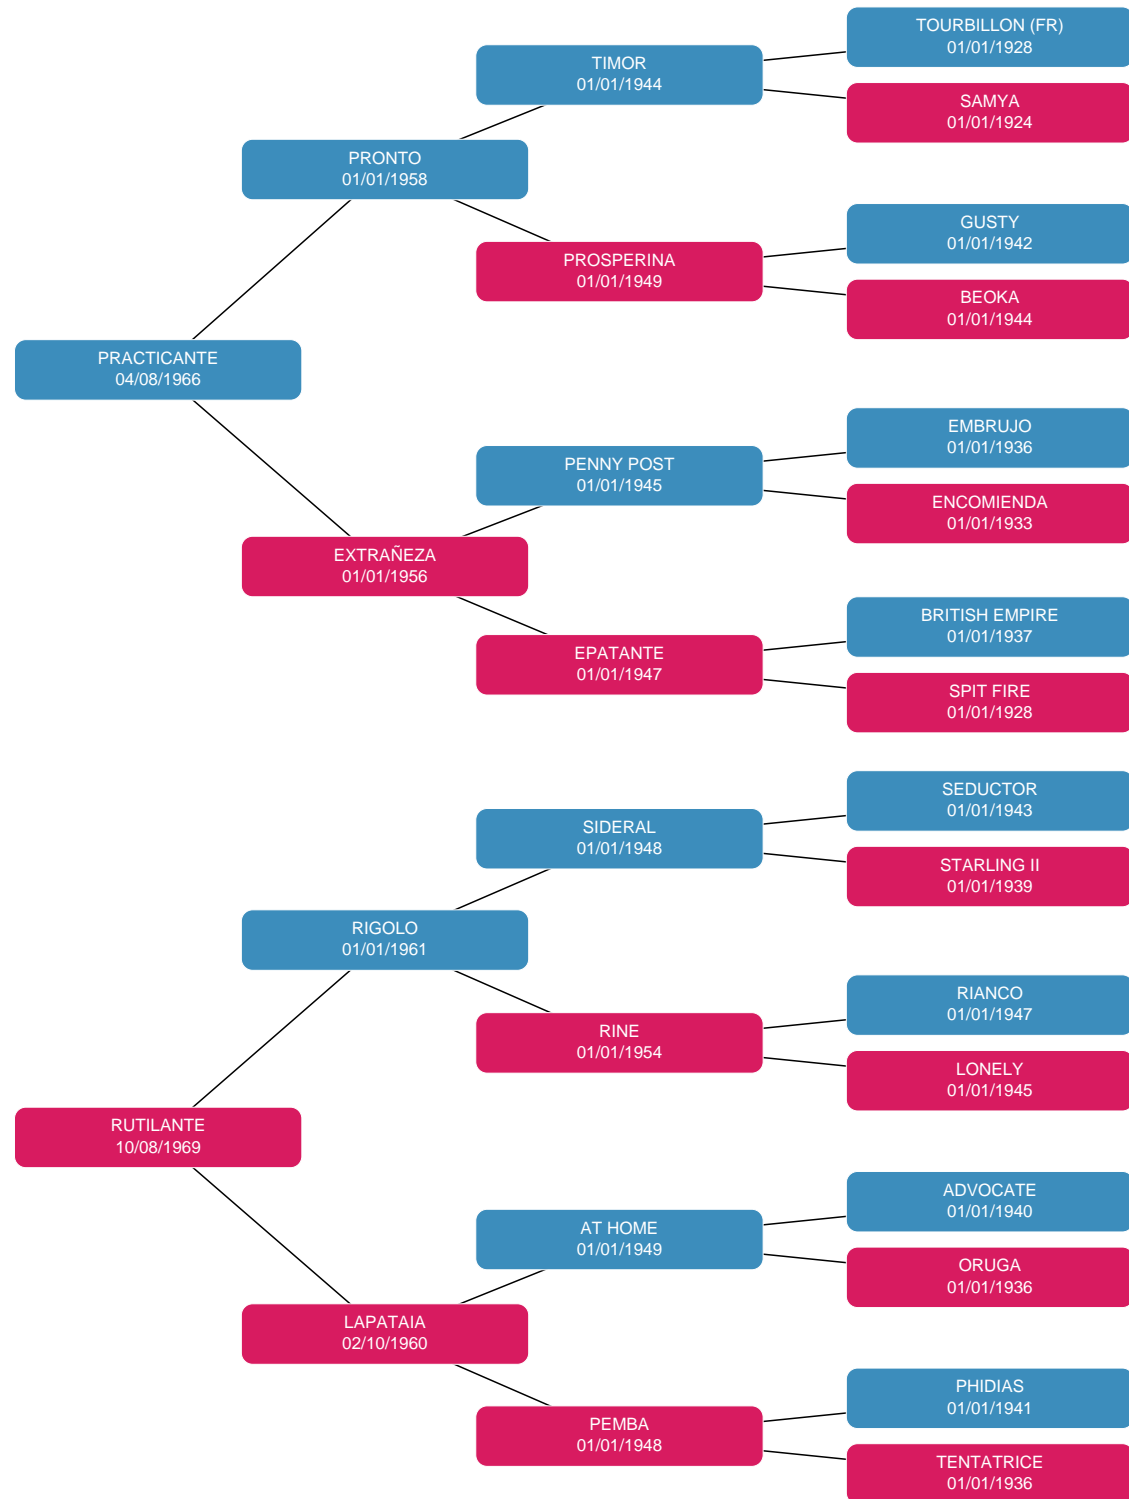 TOURBILLON (FR)
01/01/1928
TIMOR
01/01/1944
SAMYA
01/01/1924
PRONTO
01/01/1958
GUSTY
01/01/1942
PROSPERINA
01/01/1949
BEOKA
01/01/1944
PRACTICANTE
04/08/1966
EMBRUJO
01/01/1936
PENNY POST
01/01/1945
ENCOMIENDA
01/01/1933
EXTRAÑEZA
01/01/1956
BRITISH EMPIRE
01/01/1937
EPATANTE
01/01/1947
SPIT FIRE
01/01/1928
SEDUCTOR
01/01/1943
SIDERAL
01/01/1948
STARLING II
01/01/1939
RIGOLO
01/01/1961
RIANCO
01/01/1947
RINE
01/01/1954
LONELY
01/01/1945
RUTILANTE
10/08/1969
ADVOCATE
01/01/1940
AT HOME
01/01/1949
ORUGA
01/01/1936
LAPATAIA
02/10/1960
PHIDIAS
01/01/1941
PEMBA
01/01/1948
TENTATRICE
01/01/1936